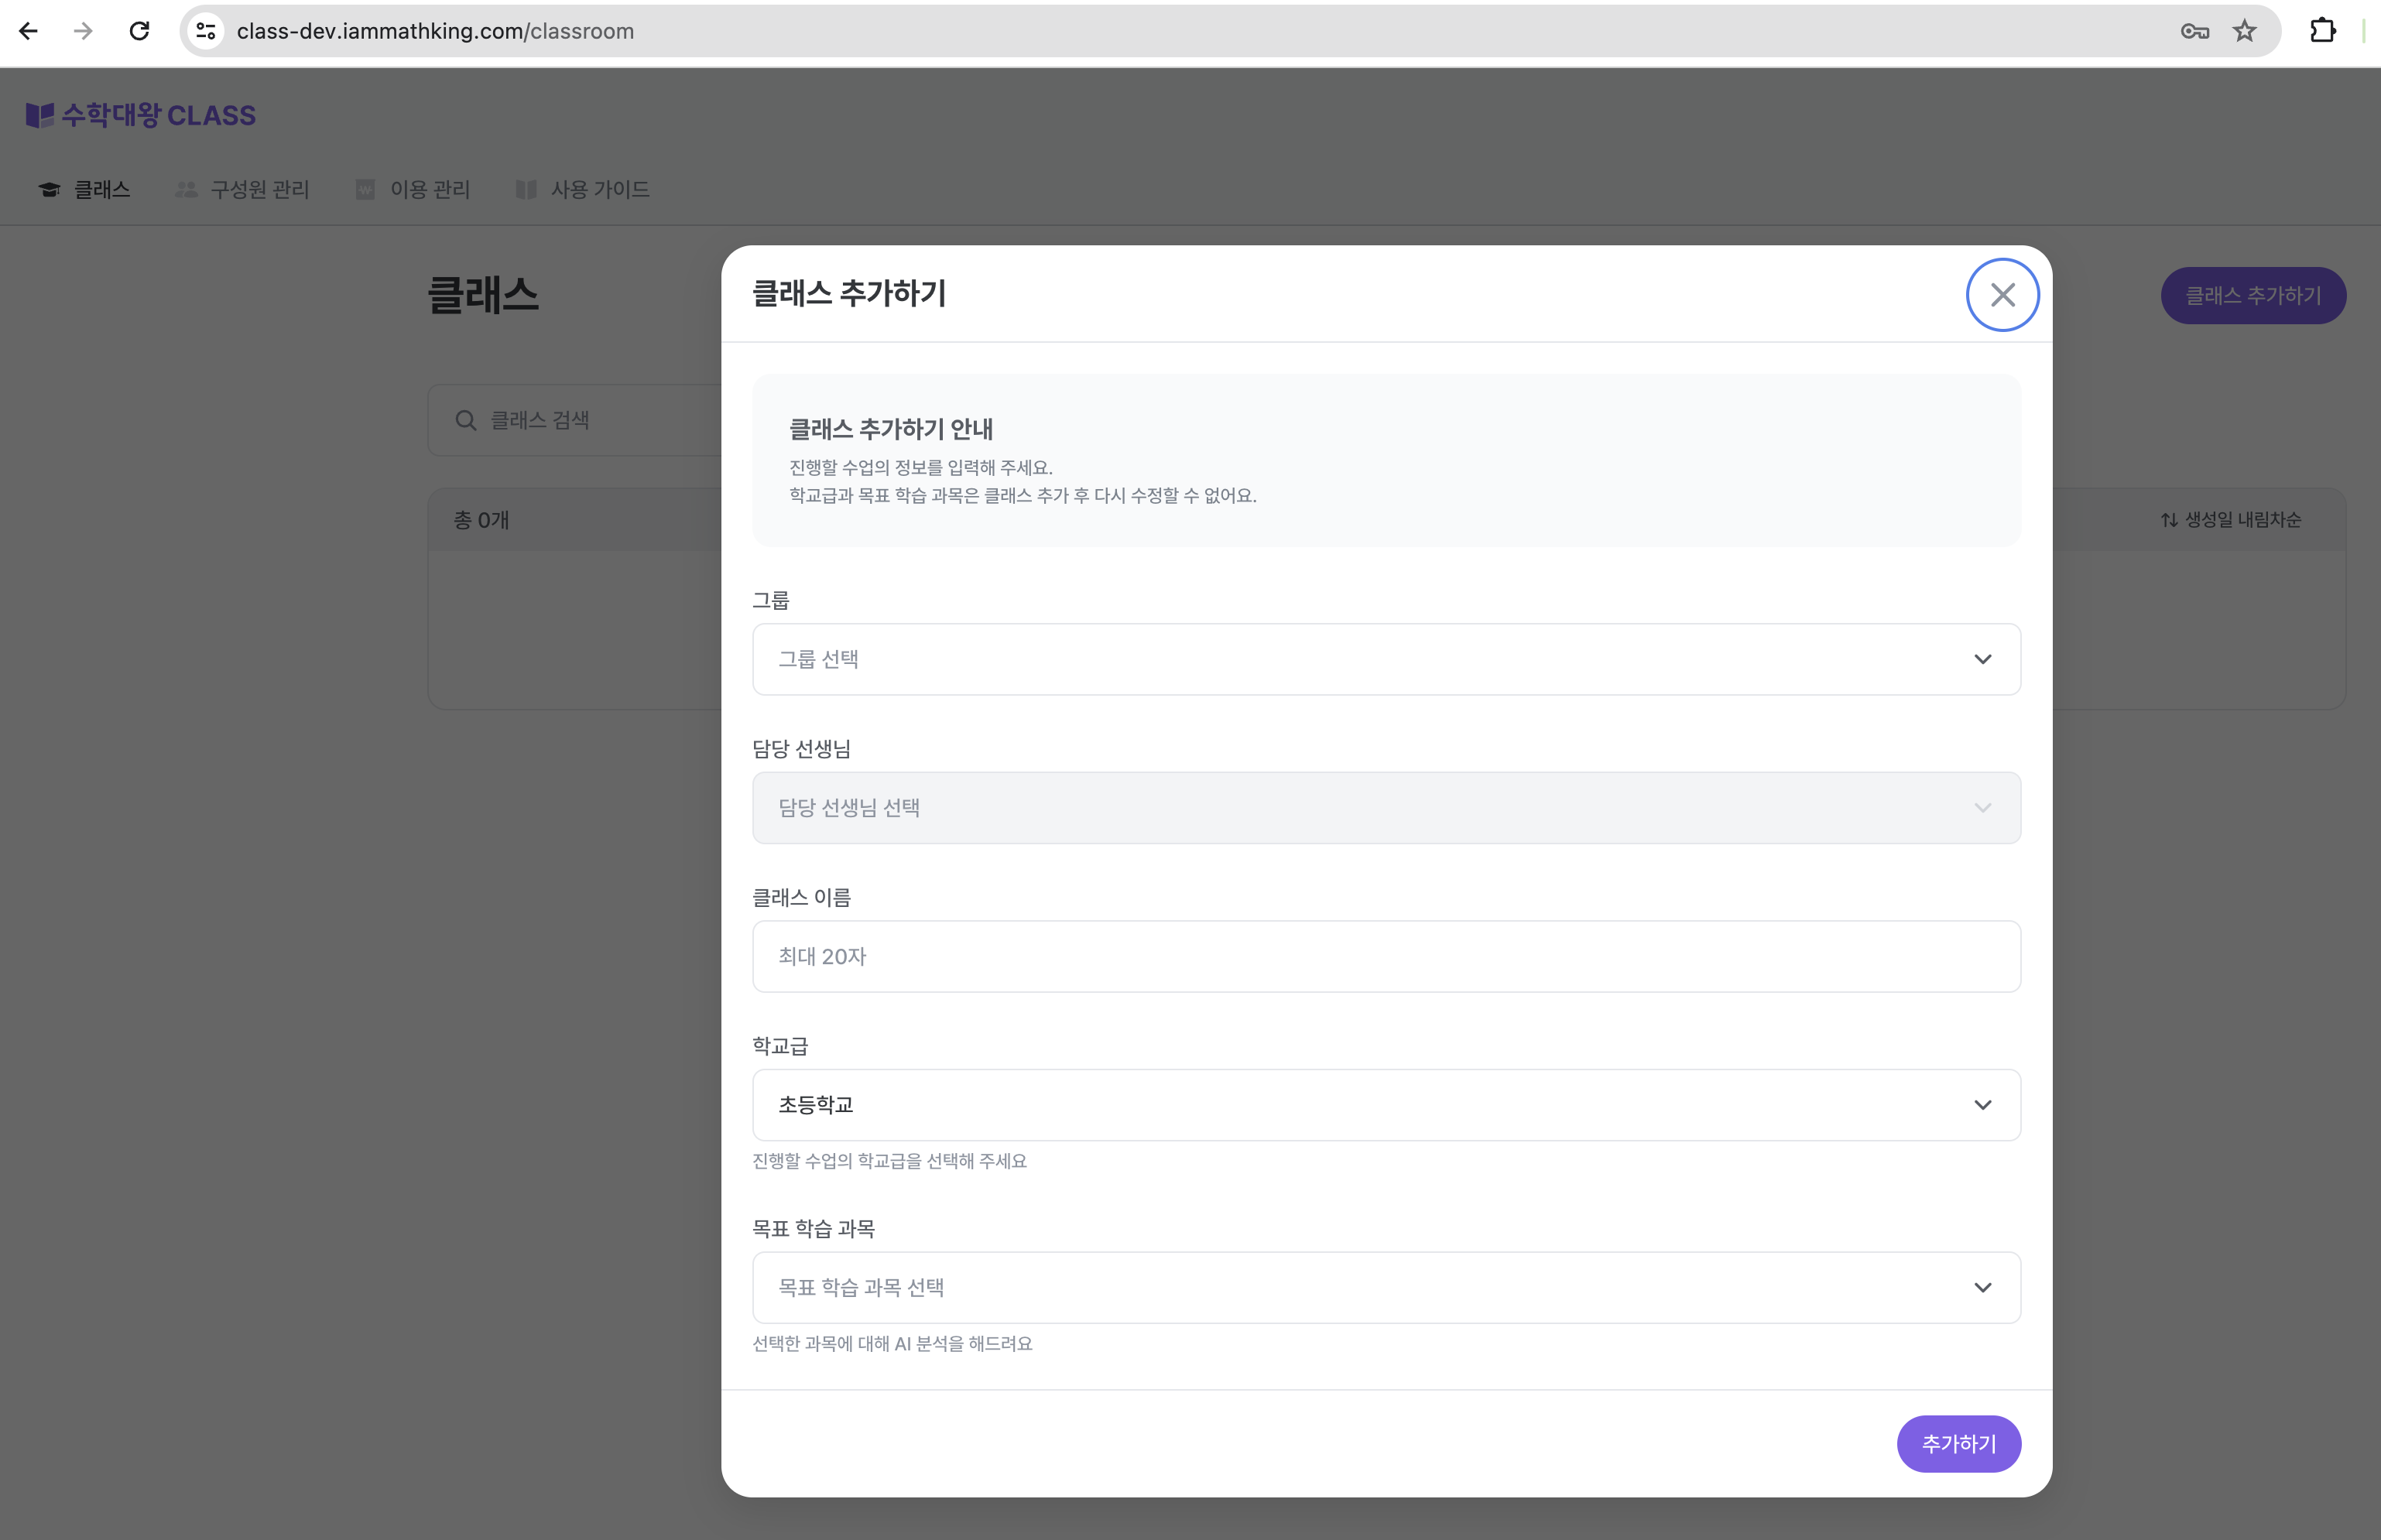 class-dev.iammathking.com/classroom
수학대왕 CLASS
클래스
구성원 관리
이용 관리
사용 가이드
클래스
클래스 추가하기
클래스 검색
총 0개
생성일 내림차순
클래스 추가하기
클래스 추가하기 안내
진행할 수업의 정보를 입력해 주세요.
학교급과 목표 학습 과목은 클래스 추가 후 다시 수정할 수 없어요.
그룹
그룹 선택
담당 선생님
담당 선생님 선택
클래스 이름
최대 20자
학교급
초등학교
진행할 수업의 학교급을 선택해 주세요
목표 학습 과목
목표 학습 과목 선택
선택한 과목에 대해 AI 분석을 해드려요
추가하기